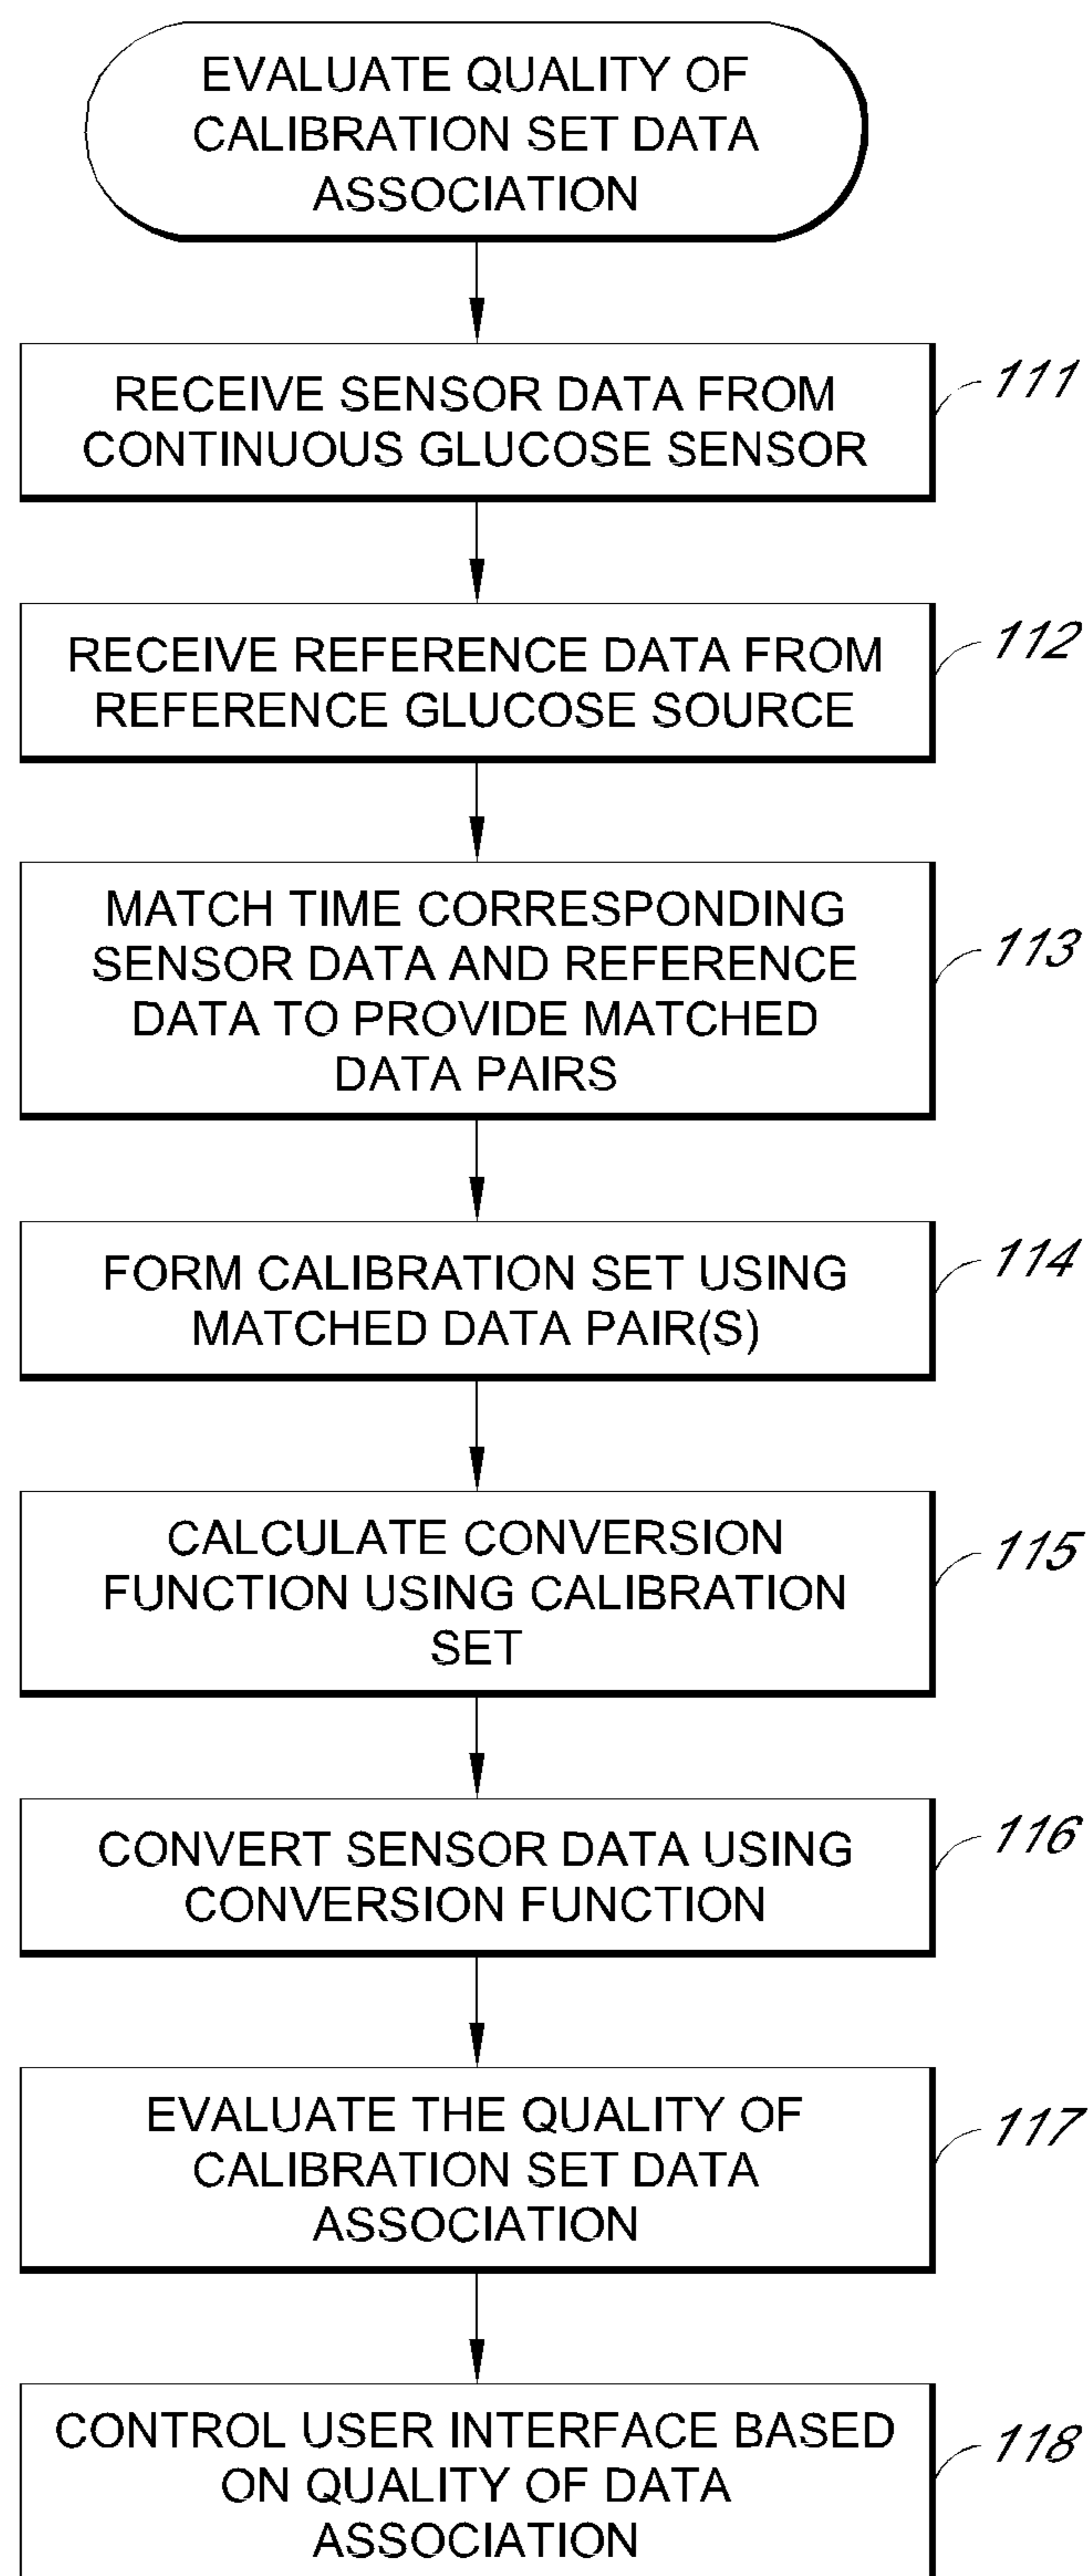 EVALUATE QUALITY OF
CALIBRATION SET DATA
ASSOCIATION
RECEIVE SENSOR DATA FROM
CONTINUOUS GLUCOSE SENSOR
111
RECEIVE REFERENCE DATA FROM
REFERENCE GLUCOSE SOURCE
112
MATCH TIME CORRESPONDING
SENSOR DATA AND REFERENCE
DATA TO PROVIDE MATCHED
DATA PAIRS
113
FORM CALIBRATION SET USING
MATCHED DATA PAIR(S)
114
CALCULATE CONVERSION
FUNCTION USING CALIBRATION
SET
115
CONVERT SENSOR DATA USING
CONVERSION FUNCTION
116
EVALUATE THE QUALITY OF
CALIBRATION SET DATA
ASSOCIATION
117
CONTROL USER INTERFACE BASED
ON QUALITY OF DATA
ASSOCIATION
118